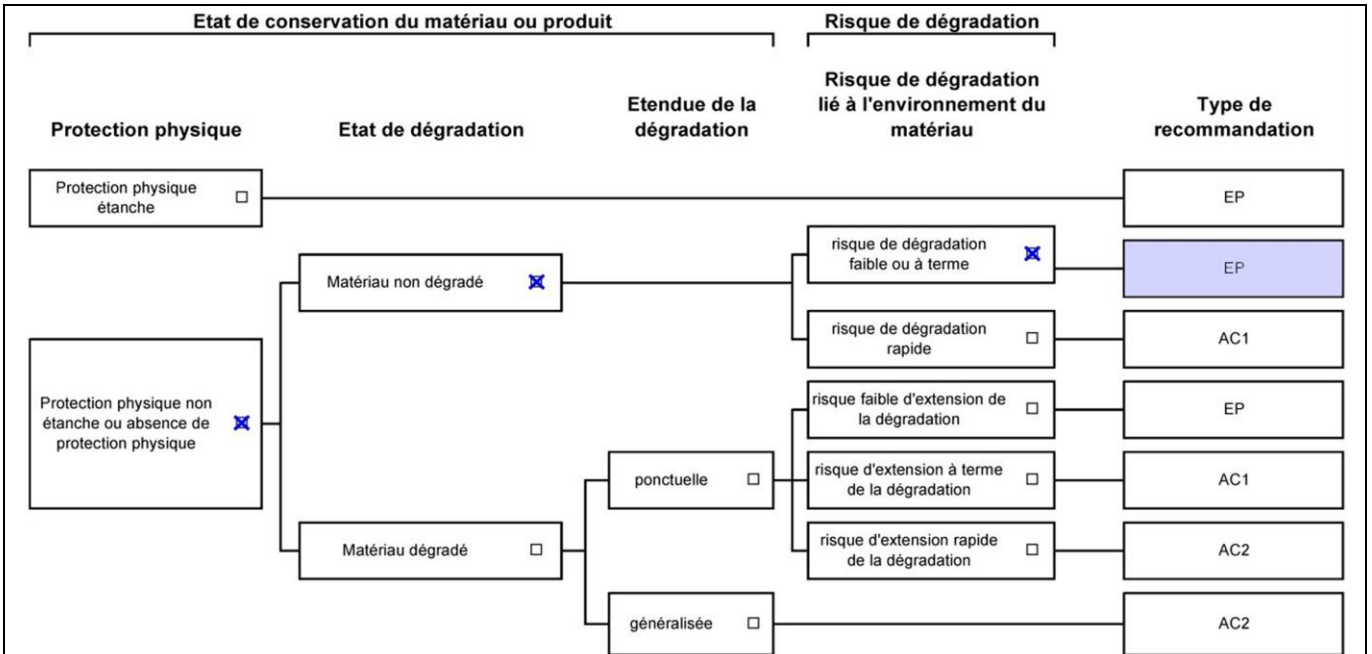 Etat de conservation du matériau ou produit
Risque de dégradation
Protection physique
Etat de dégradation
Etendue de la
dégradation
Risque de dégradation
lié à l'environnement du
matériau
Type de
recommandation
Protection physique
étanche
EP
risque de dégradation
faible ou à terme
EP
Matériau non dégradé
risque de dégradation
rapide
AC1
Protection physique non
étanche ou absence de
protection physique
risque faible d'extension de
la dégradation
EP
ponctuelle
risque d'extension à terme
de la dégradation
AC1
Matériau dégradé
risque d'extension rapide
de la dégradation
AC2
généralisée
AC2